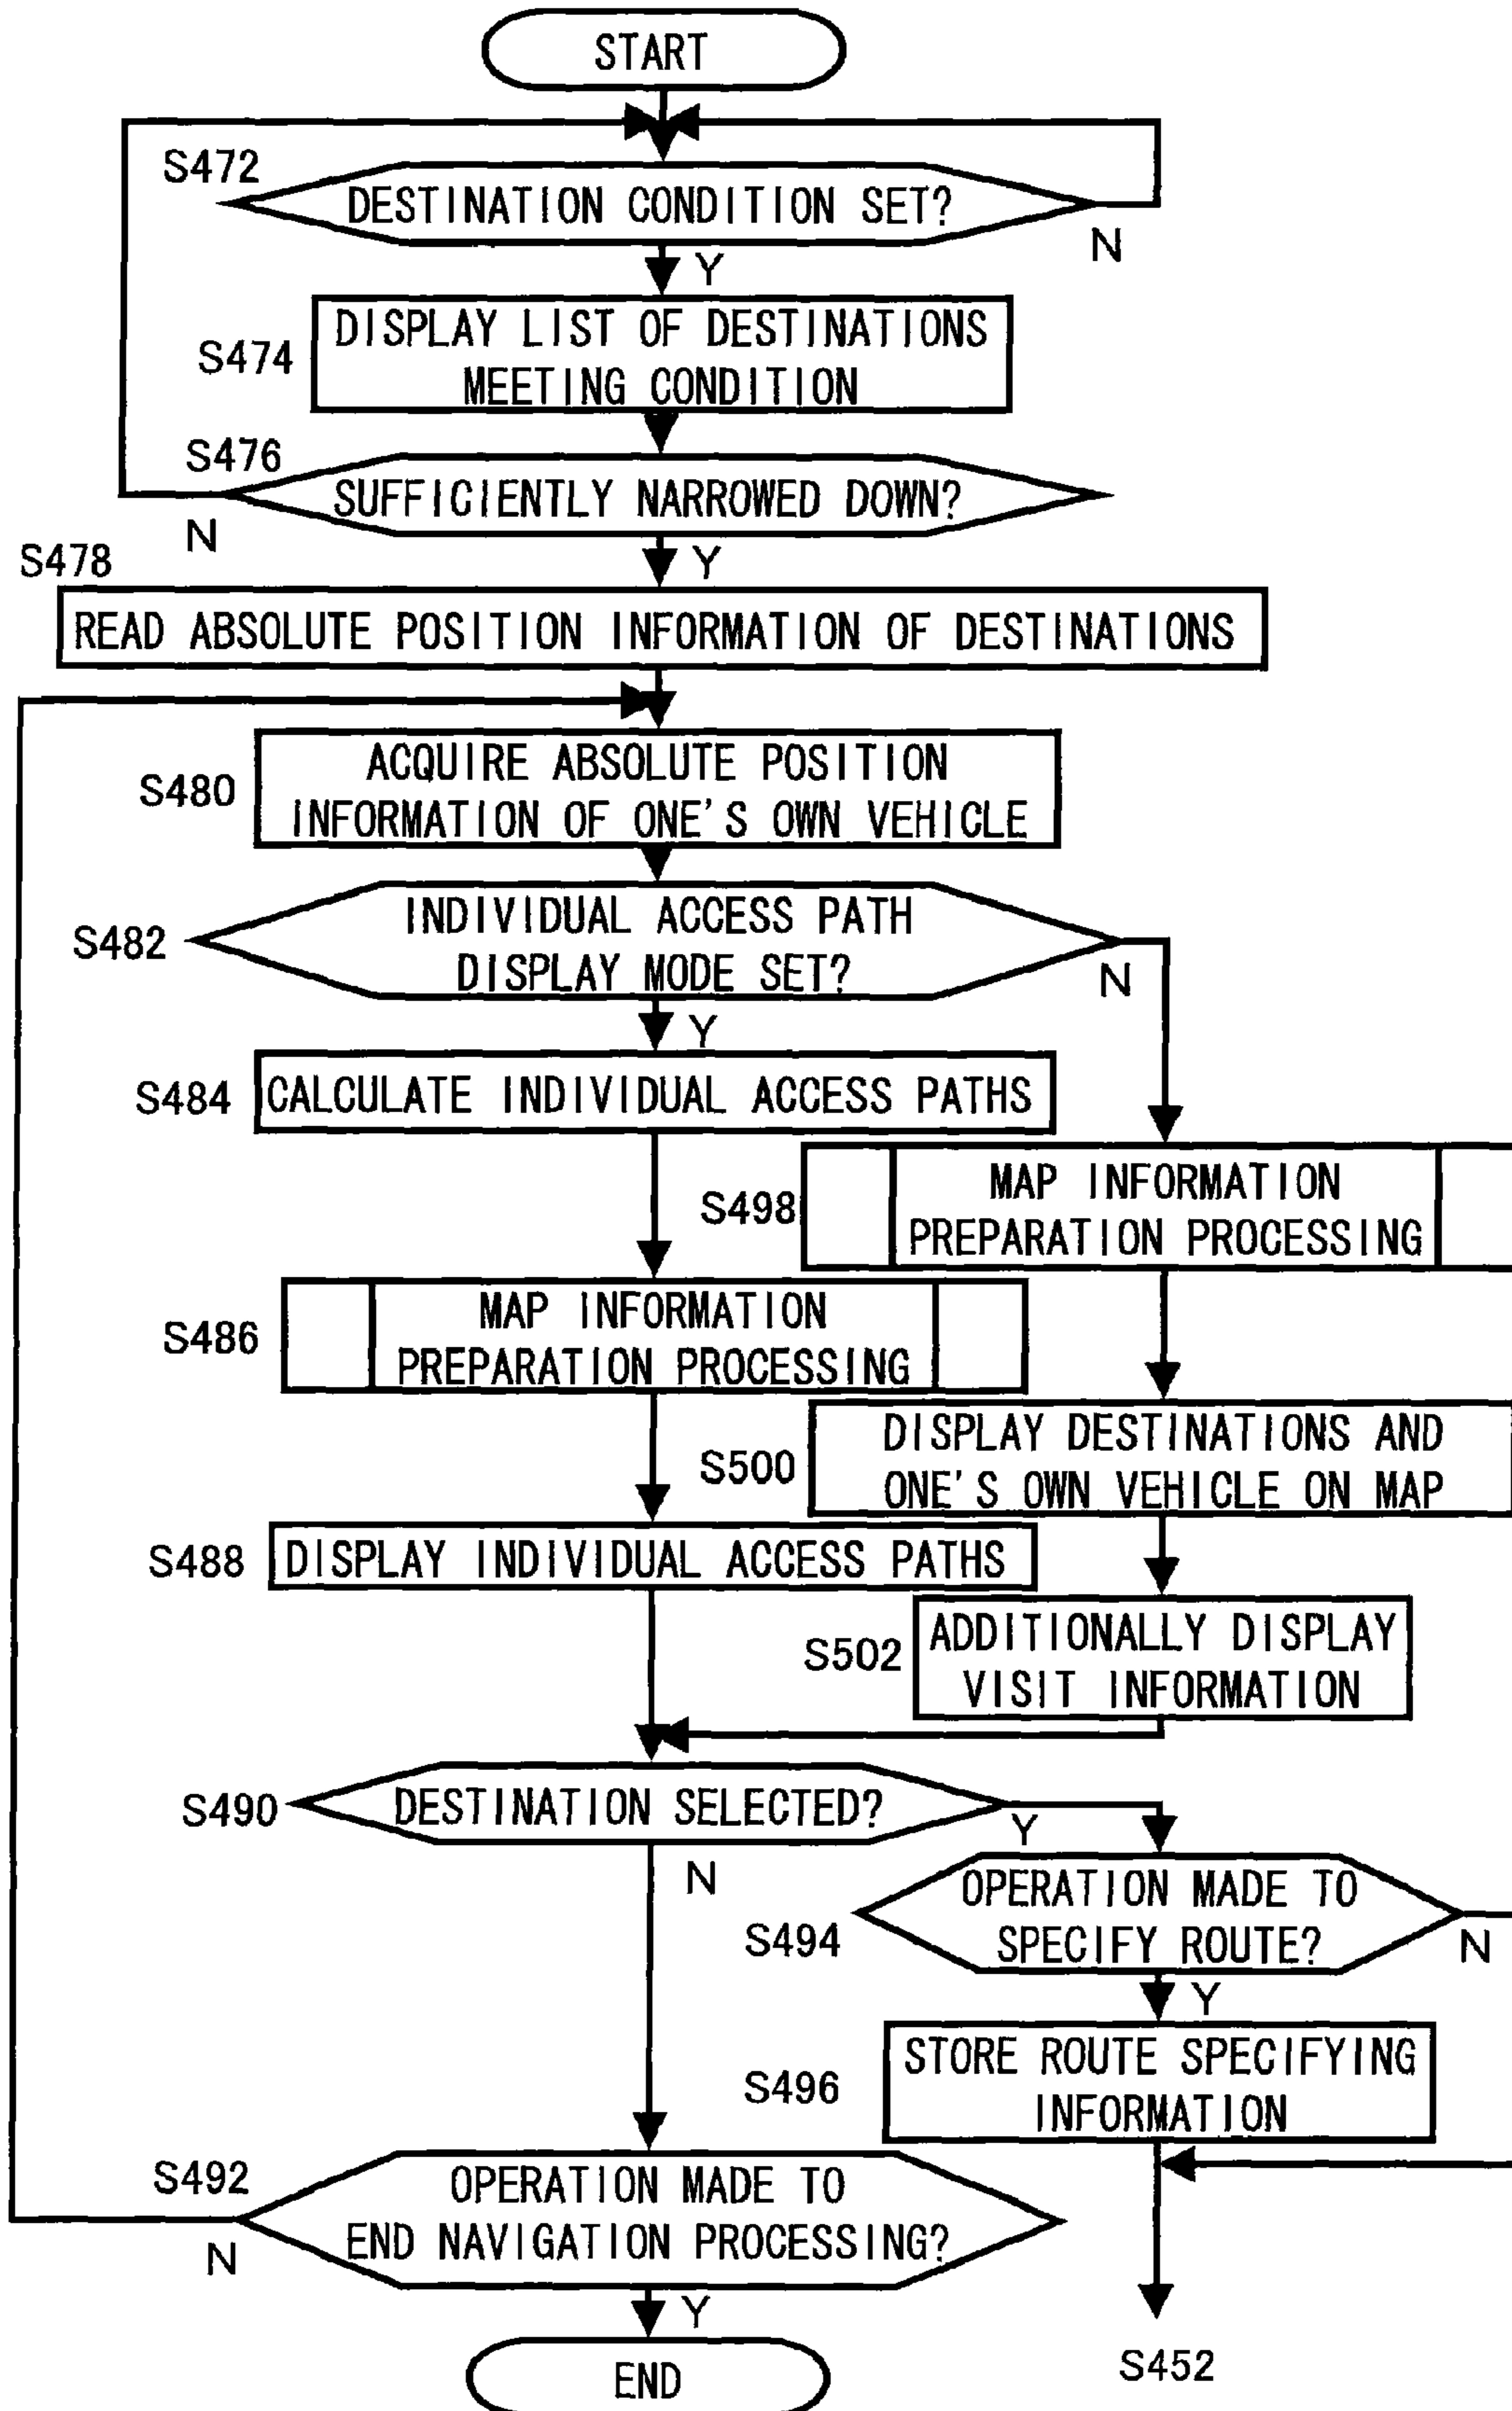 START
S472
DESTINATION CONDITION SET?
N
Y
S474
DISPLAY LIST OF DESTINATIONS
MEETING CONDITION
S476
SUFFICIENTLY NARROWED DOWN?
N
Y
S478
READ ABSOLUTE POSITION INFORMATION OF DESTINATIONS
S480
ACQUIRE ABSOLUTE POSITION
INFORMATION OF ONE'S OWN VEHICLE
S482
INDIVIDUAL ACCESS PATH
DISPLAY MODE SET?
N
Y
S484
CALCULATE INDIVIDUAL ACCESS PATHS
S498
MAP INFORMATION
PREPARATION PROCESSING
S486
MAP INFORMATION
PREPARATION PROCESSING
S500
DISPLAY DESTINATIONS AND
ONE'S OWN VEHICLE ON MAP
S488
DISPLAY INDIVIDUAL ACCESS PATHS
S502
ADDITIONALLY DISPLAY
VISIT INFORMATION
S490
DESTINATION SELECTED?
Y
N
S494
OPERATION MADE TO
SPECIFY ROUTE?
N
Y
S496
STORE ROUTE SPECIFYING
INFORMATION
S492
OPERATION MADE TO
END NAVIGATION PROCESSING?
N
Y
END
S452